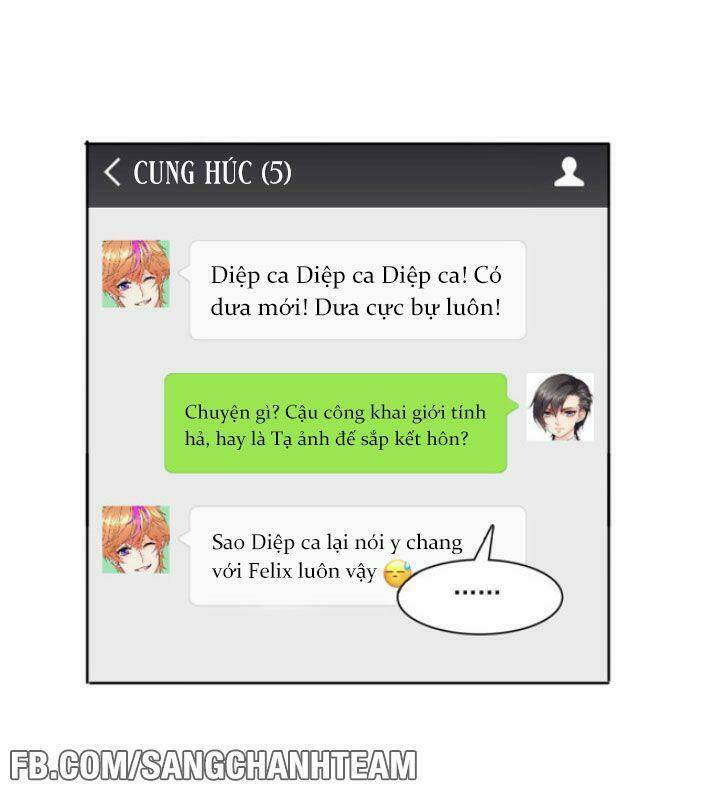 CUNG HÚC (5)
Diệp ca Diệp ca Diệp ca! Có
dưa mới! Dưa cực bự luôn!
Chuyện gì? Cậu công khai giới tính
hả, hay là Tạ ảnh đế sắp kết hôn?
Sao Diệp ca lại nói y chang
với Felix luôn vậy 😓
......
FB.COM/SANGCHANHTEAM